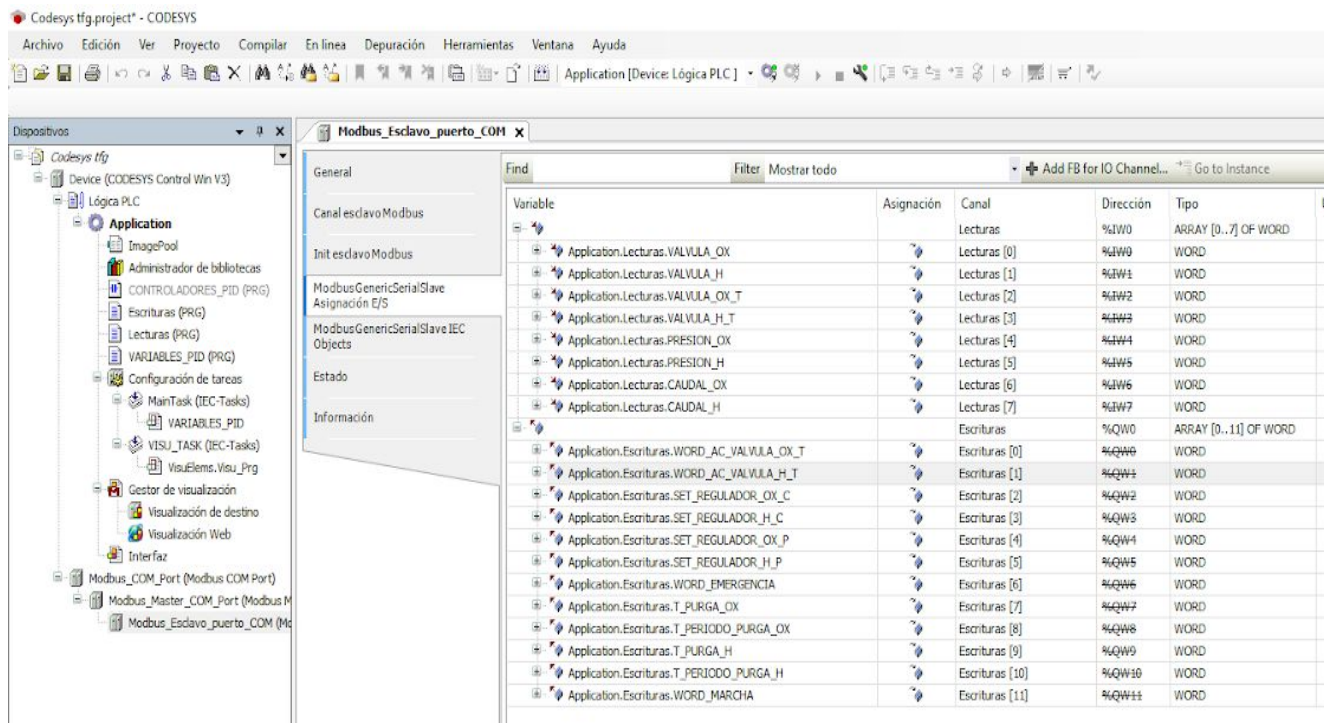 Codesys tfg.project* - CODESYS
Archivo Edición Ver Proyecto Compilar En línea Depuración Herramientas Ventana Ayuda
Application [Device: Lógica PLC]
Dispositivos
Codesys tfg
Device (CODESYS Control Win V3)
Lógica PLC
Application
ImagePool
Administrador de bibliotecas
CONTROLADORES_PID (PRG)
Escrituras (PRG)
Lecturas (PRG)
VARIABLES_PID (PRG)
Configuración de tareas
MainTask (IEC-Tasks)
VARIABLES_PID
VISU_TASK (IEC-Tasks)
VisuElems.Visu_Prg
Gestor de visualización
Visualización de destino
Visualización Web
Interfaz
Modbus_COM_Port (Modbus COM Port)
Modbus_Master_COM_Port (Modbus M
Modbus_Esclavo_puerto_COM (Mo
Modbus_Esclavo_puerto_COM X
General
Canal esclavo Modbus
Init esclavo Modbus
ModbusGenericSerialSlave
Asignación E/S
ModbusGenericSerialSlave IEC
Objects
Estado
Información
Find Filter Mostrar todo Add FB for IO Channel... Go to Instance
Variable Asignación Canal Dirección Tipo
Lecturas %IW0 ARRAY [0..7] OF WORD
Application.Lecturas.VALVULA_OX Lecturas [0] %IW0 WORD
Application.Lecturas.VALVULA_H Lecturas [1] %IW1 WORD
Application.Lecturas.VALVULA_OX_T Lecturas [2] %IW2 WORD
Application.Lecturas.VALVULA_H_T Lecturas [3] %IW3 WORD
Application.Lecturas.PRESION_OX Lecturas [4] %IW4 WORD
Application.Lecturas.PRESION_H Lecturas [5] %IW5 WORD
Application.Lecturas.CAUDAL_OX Lecturas [6] %IW6 WORD
Application.Lecturas.CAUDAL_H Lecturas [7] %IW7 WORD
Escrituras %QW0 ARRAY [0..11] OF WORD
Application.Escrituras.WORD_AC_VALVULA_OX_T Escrituras [0] %QW0 WORD
Application.Escrituras.WORD_AC_VALVULA_H_T Escrituras [1] %QW1 WORD
Application.Escrituras.SET_REGULADOR_OX_C Escrituras [2] %QW2 WORD
Application.Escrituras.SET_REGULADOR_H_C Escrituras [3] %QW3 WORD
Application.Escrituras.SET_REGULADOR_OX_P Escrituras [4] %QW4 WORD
Application.Escrituras.SET_REGULADOR_H_P Escrituras [5] %QW5 WORD
Application.Escrituras.WORD_EMERGENCIA Escrituras [6] %QW6 WORD
Application.Escrituras.T_PURGA_OX Escrituras [7] %QW7 WORD
Application.Escrituras.T_PERIODO_PURGA_OX Escrituras [8] %QW8 WORD
Application.Escrituras.T_PURGA_H Escrituras [9] %QW9 WORD
Application.Escrituras.T_PERIODO_PURGA_H Escrituras [10] %QW10 WORD
Application.Escrituras.WORD_MARCHA Escrituras [11] %QW11 WORD